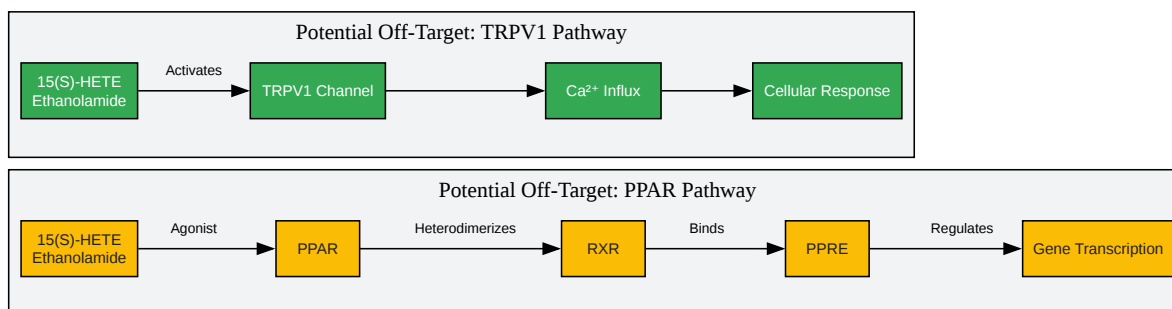 Potential Off-Target: TRPV1 Pathway
15(S)-HETE
Ethanolamide
Activates
TRPV1 Channel
Ca²⁺ Influx
Cellular Response
Potential Off-Target: PPAR Pathway
15(S)-HETE
Ethanolamide
Agonist
PPAR
Heterodimerizes
RXR
Binds
PPRE
Regulates
Gene Transcription